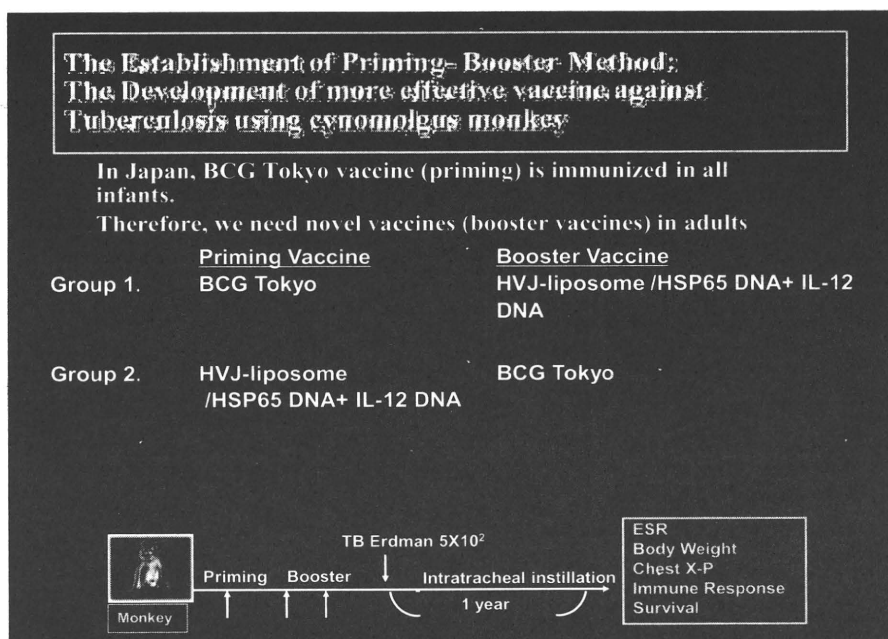 The Establishment of Priming- Booster Method;
The Development of more effective vaccine against
Tuberculosis using cynomolgus monkey
In Japan, BCG Tokyo vaccine (priming) is immunized in all
infants.
Therefore, we need novel vaccines (booster vaccines) in adults
Priming Vaccine Booster Vaccine
Group 1. BCG Tokyo HVJ-liposome /HSP65 DNA+ IL-12
DNA
Group 2. HVJ-liposome BCG Tokyo
/HSP65 DNA+ IL-12 DNA
TB Erdman 5X10²
Priming Booster Intratracheal instillation
1 year
Monkey
ESR
Body Weight
Chest X-P
Immune Response
Survival